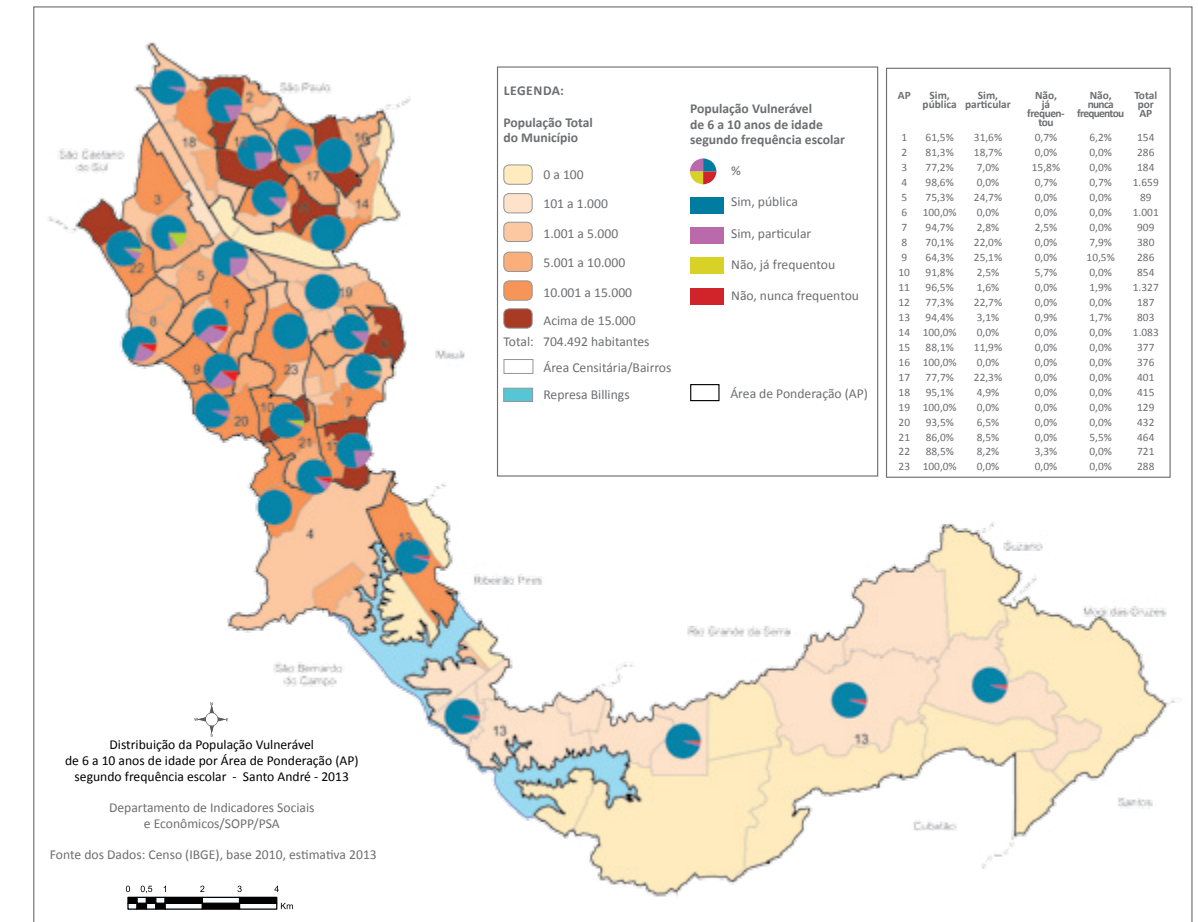 São Paulo
São Caetano
do Sul
Mauá
Ribeirão Pires
Rio Grande da Serra
Suzano
Mogi das Cruzes
São Bernardo
do Campo
Cubatão
Santos
2
18
16
17
14
3
22
5
19
1
8
9
23
7
10
20
21
4
13
13
LEGENDA:
População Total
do Município
0 a 100
101 a 1.000
1.001 a 5.000
5.001 a 10.000
10.001 a 15.000
Acima de 15.000
Total: 704.492 habitantes
Área Censitária/Bairros
Represa Billings
População Vulnerável
de 6 a 10 anos de idade
segundo frequência escolar
%
Sim, pública
Sim, particular
Não, já frequentou
Não, nunca frequentou
Área de Ponderação (AP)
AP Sim, Sim, Não, Não, Total
pública particular já nunca por
frequen- frequentou AP
tou
1 61,5% 31,6% 0,7% 6,2% 154
2 81,3% 18,7% 0,0% 0,0% 286
3 77,2% 7,0% 15,8% 0,0% 184
4 98,6% 0,0% 0,7% 0,7% 1.659
5 75,3% 24,7% 0,0% 0,0% 89
6 100,0% 0,0% 0,0% 0,0% 1.001
7 94,7% 2,8% 2,5% 0,0% 909
8 70,1% 22,0% 0,0% 7,9% 380
9 64,3% 25,1% 0,0% 10,5% 286
10 91,8% 2,5% 5,7% 0,0% 854
11 96,5% 1,6% 0,0% 1,9% 1.327
12 77,3% 22,7% 0,0% 0,0% 187
13 94,4% 3,1% 0,9% 1,7% 803
14 100,0% 0,0% 0,0% 0,0% 1.083
15 88,1% 11,9% 0,0% 0,0% 377
16 100,0% 0,0% 0,0% 0,0% 376
17 77,7% 22,3% 0,0% 0,0% 401
18 95,1% 4,9% 0,0% 0,0% 415
19 100,0% 0,0% 0,0% 0,0% 129
20 93,5% 6,5% 0,0% 0,0% 432
21 86,0% 8,5% 0,0% 5,5% 464
22 88,5% 8,2% 3,3% 0,0% 721
23 100,0% 0,0% 0,0% 0,0% 288
Distribuição da População Vulnerável
de 6 a 10 anos de idade por Área de Ponderação (AP)
segundo frequência escolar - Santo André - 2013
Departamento de Indicadores Sociais
e Econômicos/SOPP/PSA
Fonte dos Dados: Censo (IBGE), base 2010, estimativa 2013
0 0,5 1 2 3 4
Km